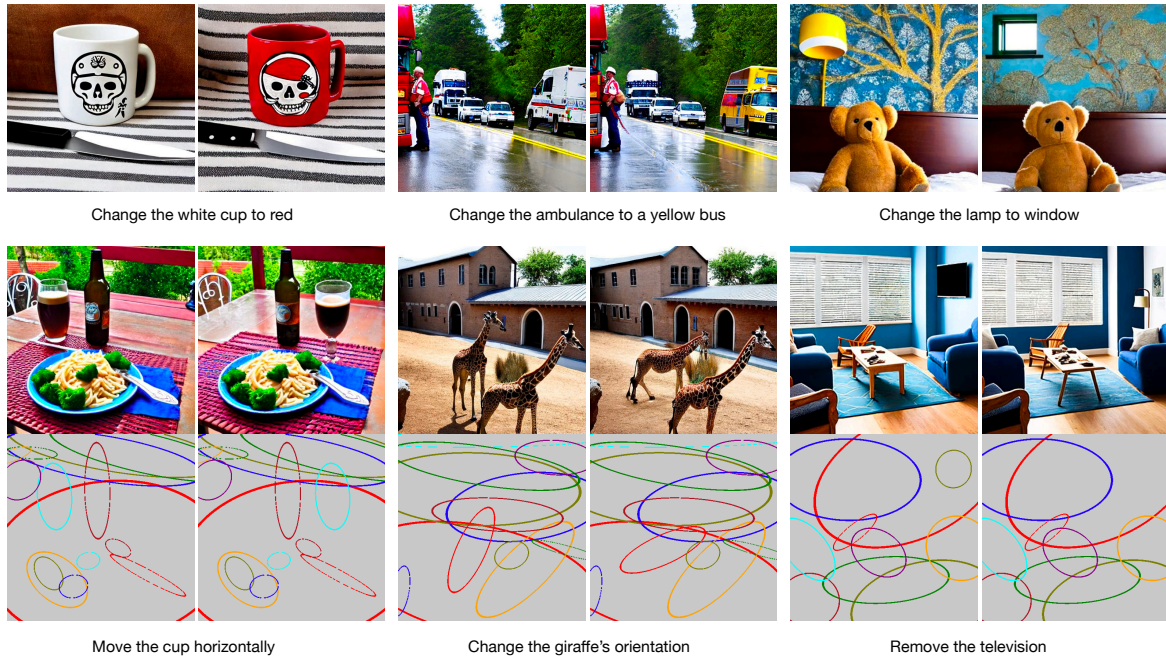 Change the white cup to red
Change the ambulance to a yellow bus
Change the lamp to window
Move the cup horizontally
Change the giraffe's orientation
Remove the television